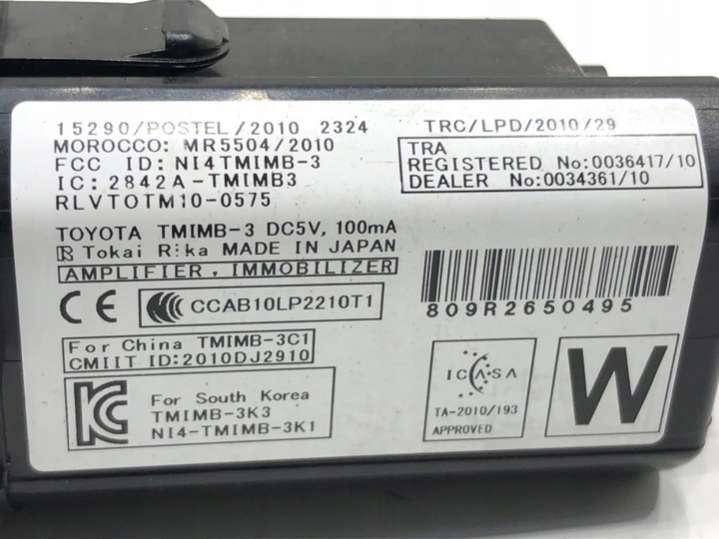 15290/POSTEL/2010 2324
MOROCCO: MR5504/2010
FCC ID: NI4TMIMB-3
IC: 2842A-TMIMB3
RLVTOTM10-0575
TRC/LPD/2010/29
TRA
REGISTERED No:0036417/10
DEALER No:0034361/10
TOYOTA TMIMB-3 DC5V, 100mA
Tokai Rika MADE IN JAPAN
AMPLIFIER, IMMOBILIZER
CE
CCC CCAB10LP2210T1
809R2650495
For China TMIMB-3C1
CMIIT ID:2010DJ2910
KC
For South Korea
TMIMB-3K3
NI4-TMIMB-3K1
ICASA
TA-2010/193
APPROVED
W